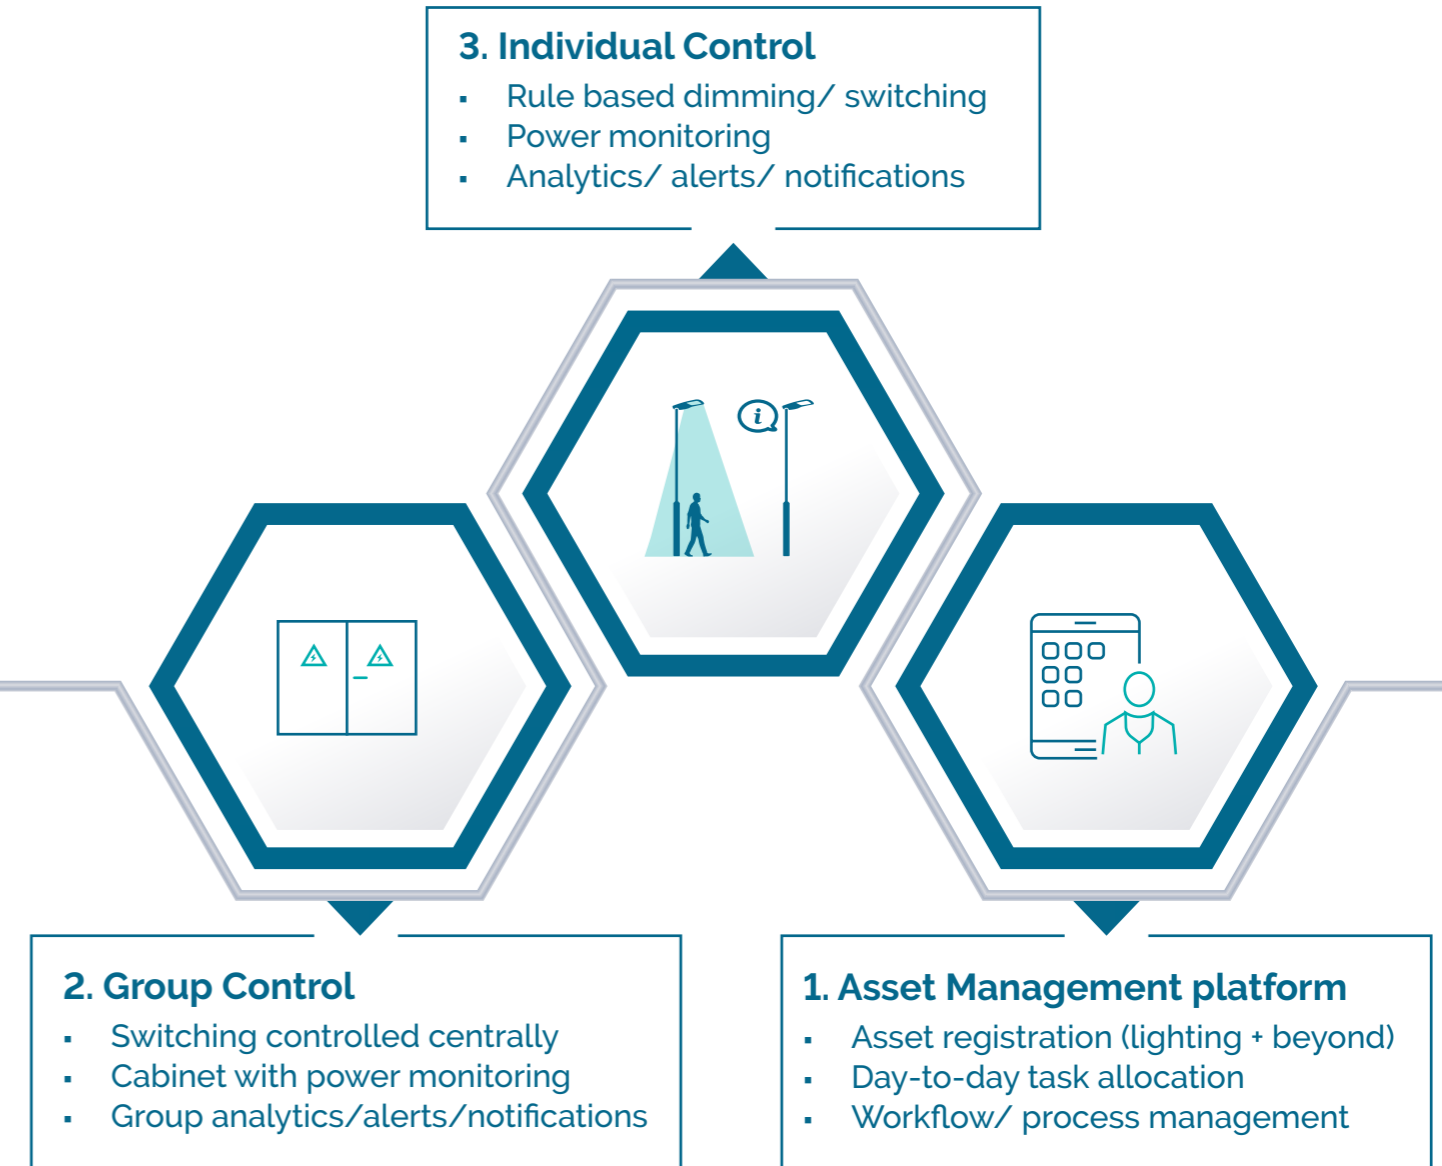 3. Individual Control
▪ Rule based dimming/ switching
▪ Power monitoring
▪ Analytics/ alerts/ notifications
i
2. Group Control
▪ Switching controlled centrally
▪ Cabinet with power monitoring
▪ Group analytics/alerts/notifications
1. Asset Management platform
▪ Asset registration (lighting + beyond)
▪ Day-to-day task allocation
▪ Workflow/ process management